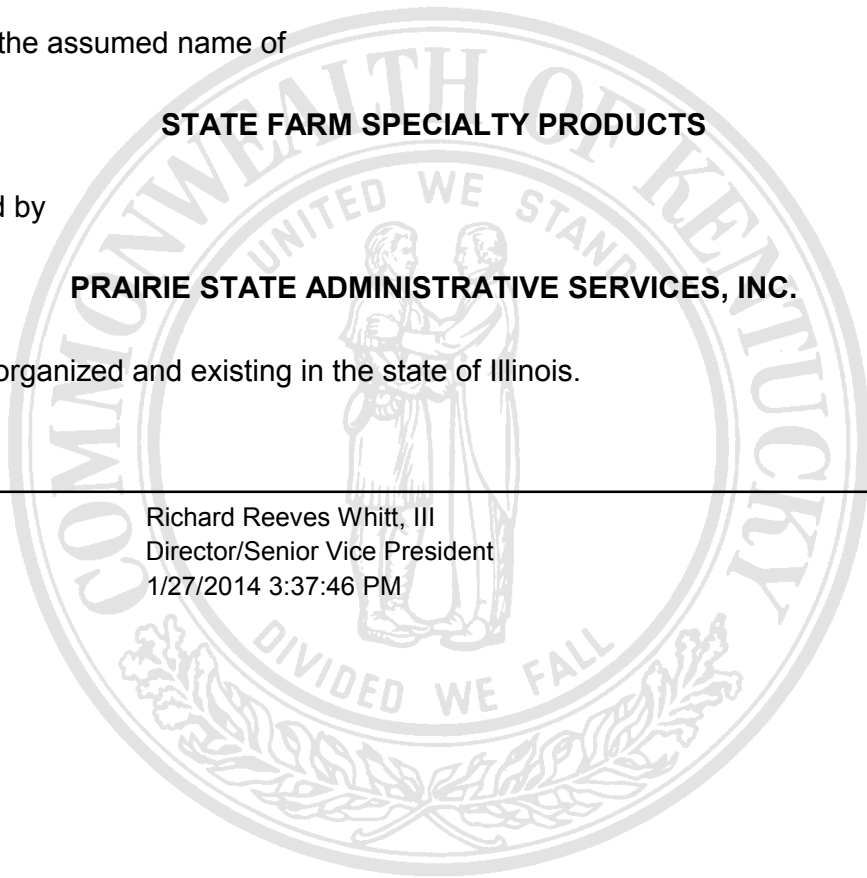 the assumed name of
STATE FARM SPECIALTY PRODUCTS
d by
PRAIRIE STATE ADMINISTRATIVE SERVICES, INC.
organized and existing in the state of Illinois.
Richard Reeves Whitt, III
Director/Senior Vice President
1/27/2014 3:37:46 PM
COMMONWEALTH OF KENTUCKY
UNITED WE STAND
DIVIDED WE FALL